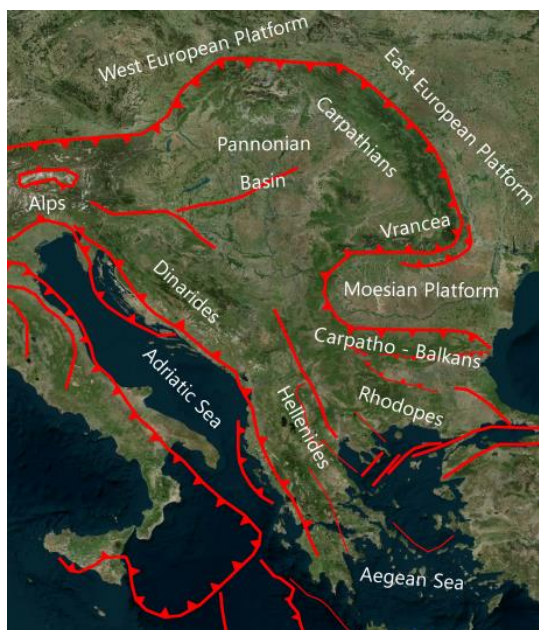 West European Platform
East European Platform
Carpathians
Pannonian
Basin
Alps
Vrancea
Dinarides
Moesian Platform
Adriatic Sea
Carpatho - Balkans
Hellenides
Rhodopes
Aegean Sea